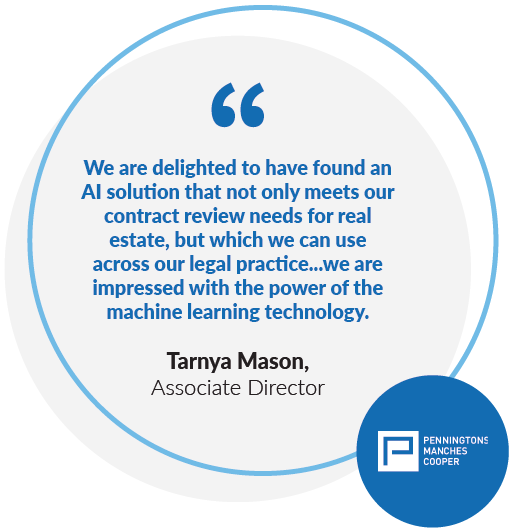 “
We are delighted to have found an
AI solution that not only meets our
contract review needs for real
estate, but which we can use
across our legal practice...we are
impressed with the power of the
machine learning technology.
Tarnya Mason,
Associate Director
PENNINGTONS
MANCHES
COOPER